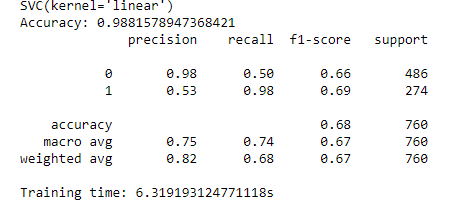 SVC(kernel='linear')
Accuracy: 0.9881578947368421
precision recall f1-score support
0 0.98 0.50 0.66 486
1 0.53 0.98 0.69 274
accuracy 0.68 760
macro avg 0.75 0.74 0.67 760
weighted avg 0.82 0.68 0.67 760
Training time: 6.319193124771118s